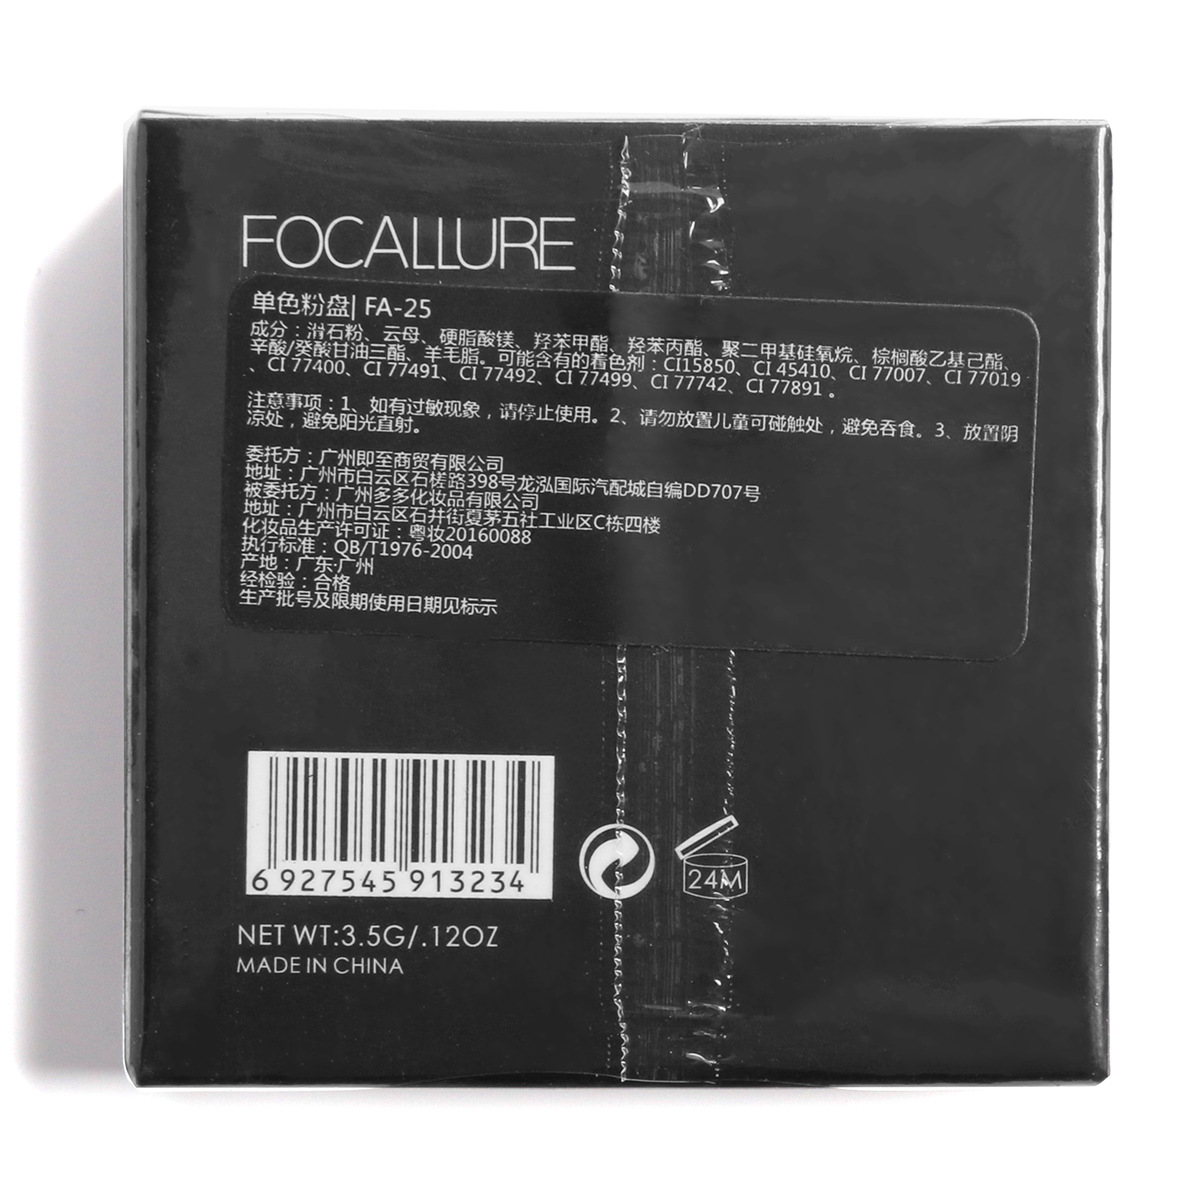 FOCALLURE
单色粉盘| FA-25
成分：滑石粉、云母、硬脂酸镁、羟苯甲酯、羟苯丙酯、聚二甲基硅氧烷、棕榈酸乙基己酯、
辛酸/癸酸甘油三酯、羊毛脂。可能含有的着色剂：CI15850、CI 45410、CI 77007、CI 77019
、CI 77400、CI 77491、CI 77492、CI 77499、CI 77742、CI 77891 。
注意事项：1、如有过敏现象，请停止使用。2、请勿放置儿童可碰触处，避免吞食。3、放置阴
凉处，避免阳光直射。
委托方：广州即至商贸有限公司
地址：广州市白云区石槎路398号龙泓国际汽配城自编DD707号
被委托方：广州多多化妆品有限公司
地址：广州市白云区石井街夏茅五社工业区C栋四楼
化妆品生产许可证：粤妆20160088
执行标准：QB/T1976-2004
产地：广东·广州
经检验：合格
生产批号及限期使用日期见标示
6 927545 913234
24M
NET WT:3.5G/.12OZ
MADE IN CHINA